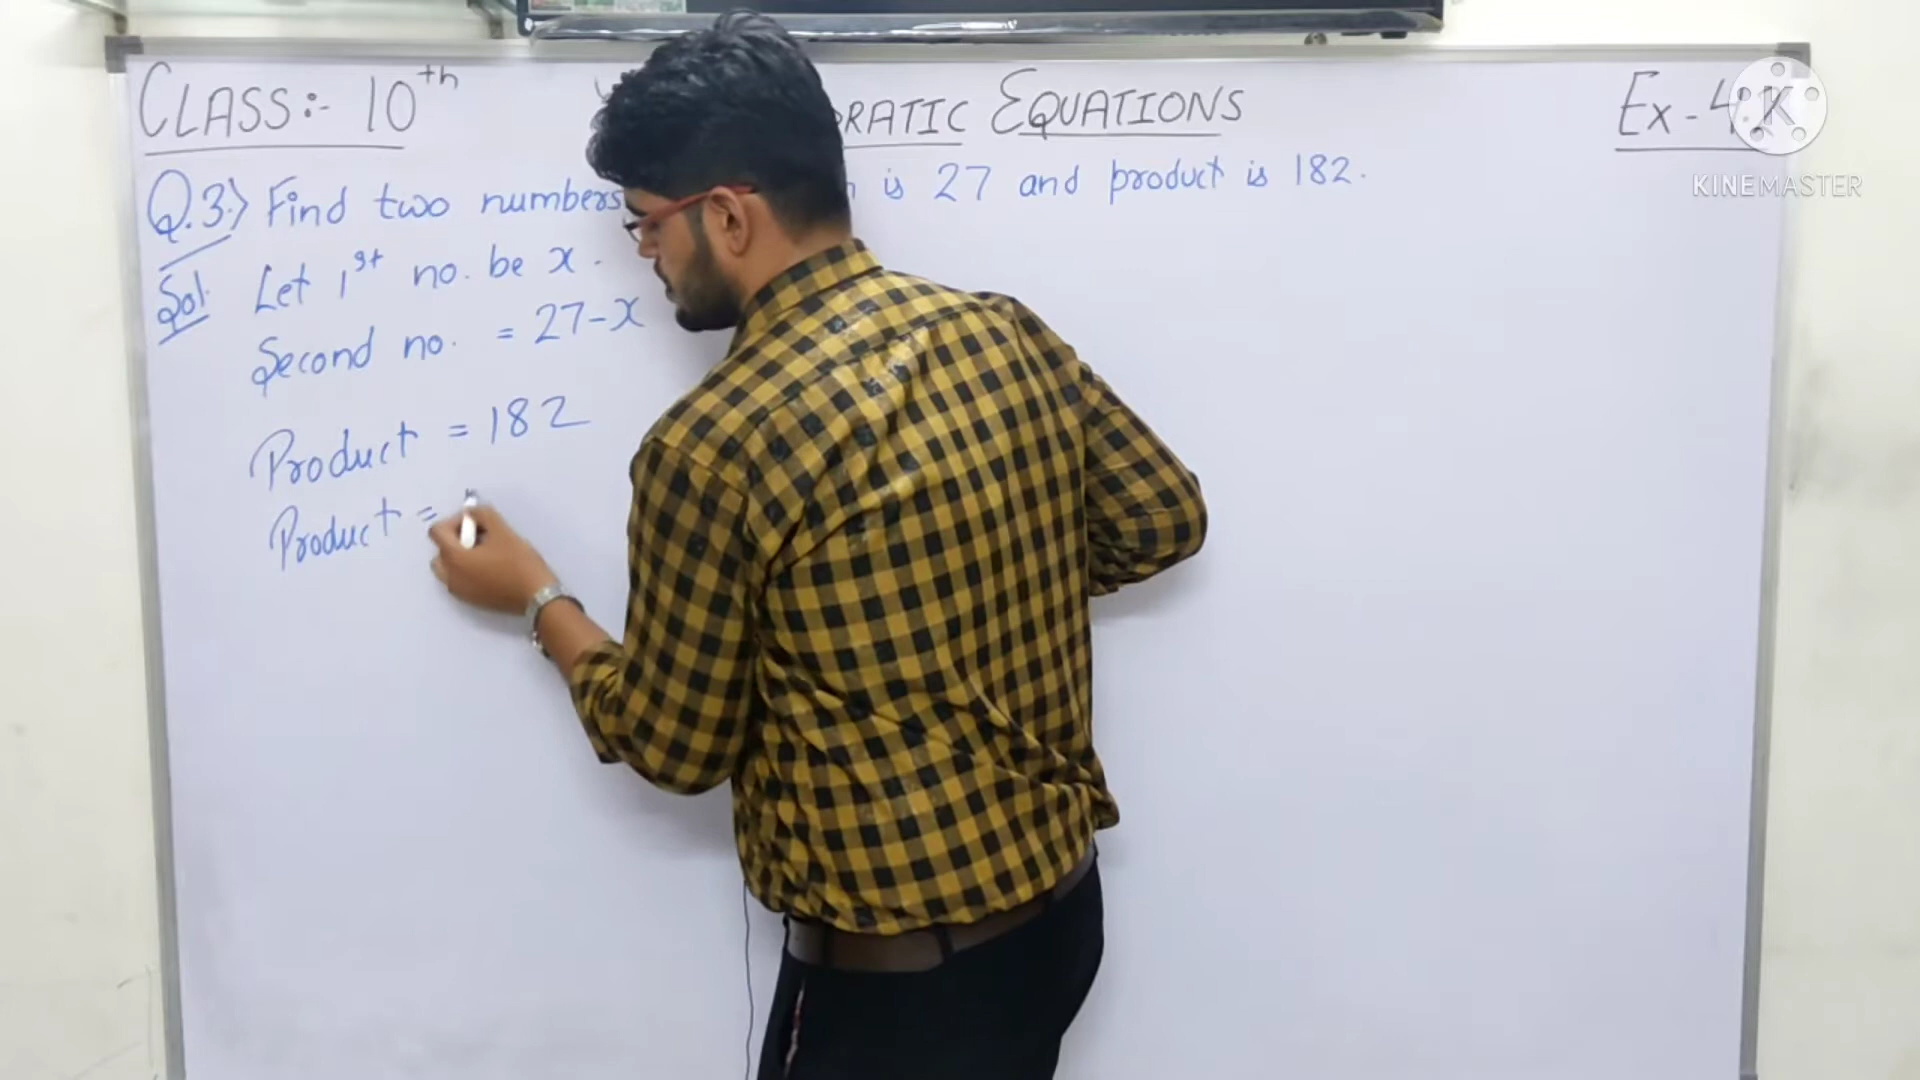 CLASS:- 10th EQUATIONS Ex-4.
Q.3.) Find two numbers is 27 and product is 182.
Sol. Let 1st no. be x.
Second no. = 27-x
Product = 182
Product =
K
KINEMASTER